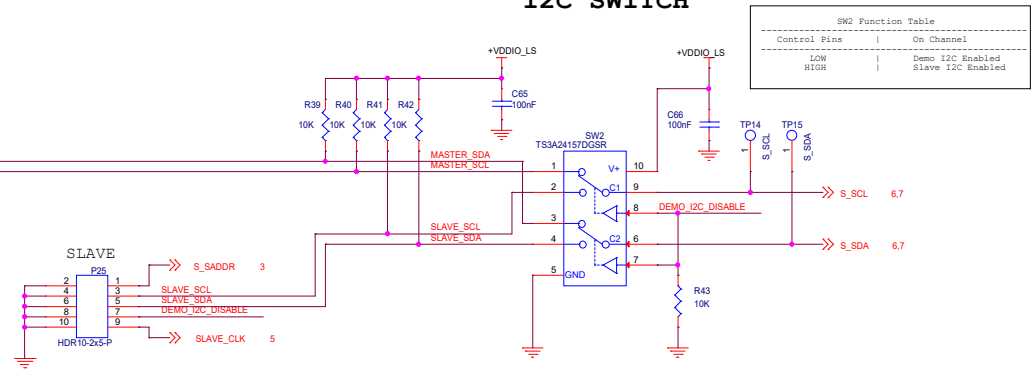 I2C SWITCH
SW2 Function Table
Control Pins | On Channel
LOW | Demo I2C Enabled
HIGH | Slave I2C Enabled
+VDDIO_LS
+VDDIO_LS
R39
R40
R41
R42
10K
10K
10K
10K
C65
100nF
C66
100nF
TP14
TP15
1
S_SCL
1
S_SDA
SW2
TS3A24157DGSR
MASTER_SDA
MASTER_SCL
1
V+
10
2
C1
9
S_SCL 6,7
8
DEMO_I2C_DISABLE
3
SLAVE_SCL
SLAVE_SDA
4
C2
6
S_SDA 6,7
7
5
GND
R43
10K
SLAVE
P25
2
1
S_SADDR 3
4
3
SLAVE_SCL
6
5
SLAVE_SDA
8
7
DEMO_I2C_DISABLE
10
9
SLAVE_CLK 5
HDR10-2x5-P